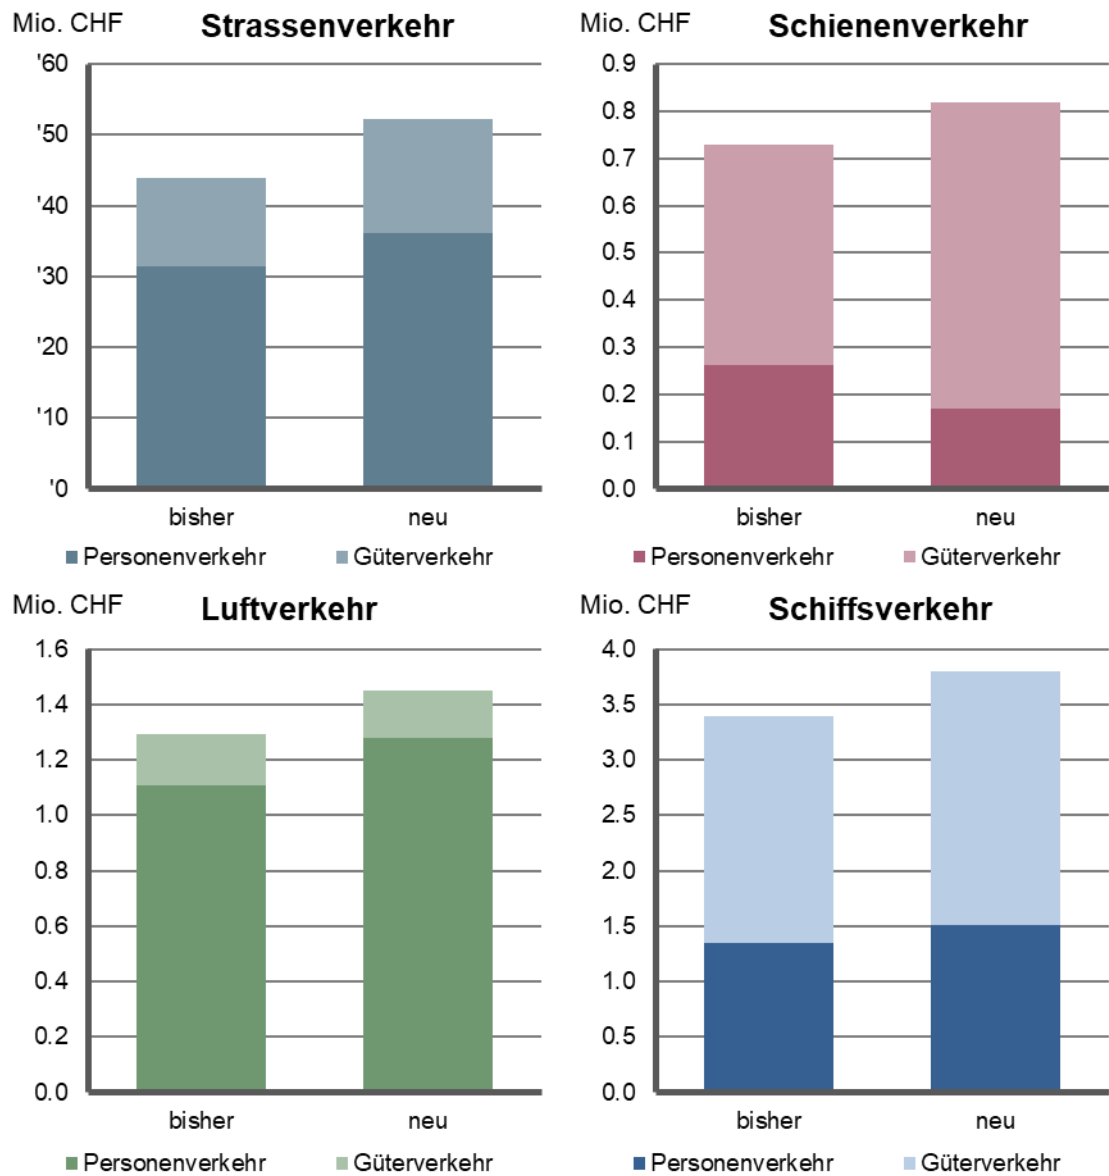 Mio. CHF Strassenverkehr
'60
'50
'40
'30
'20
'10
'0
bisher neu
Personenverkehr Güterverkehr
Mio. CHF Schienenverkehr
0.9
0.8
0.7
0.6
0.5
0.4
0.3
0.2
0.1
0.0
bisher neu
Personenverkehr Güterverkehr
Mio. CHF Luftverkehr
1.6
1.4
1.2
1.0
0.8
0.6
0.4
0.2
0.0
bisher neu
Personenverkehr Güterverkehr
Mio. CHF Schiffsverkehr
4.0
3.5
3.0
2.5
2.0
1.5
1.0
0.5
0.0
bisher neu
Personenverkehr Güterverkehr